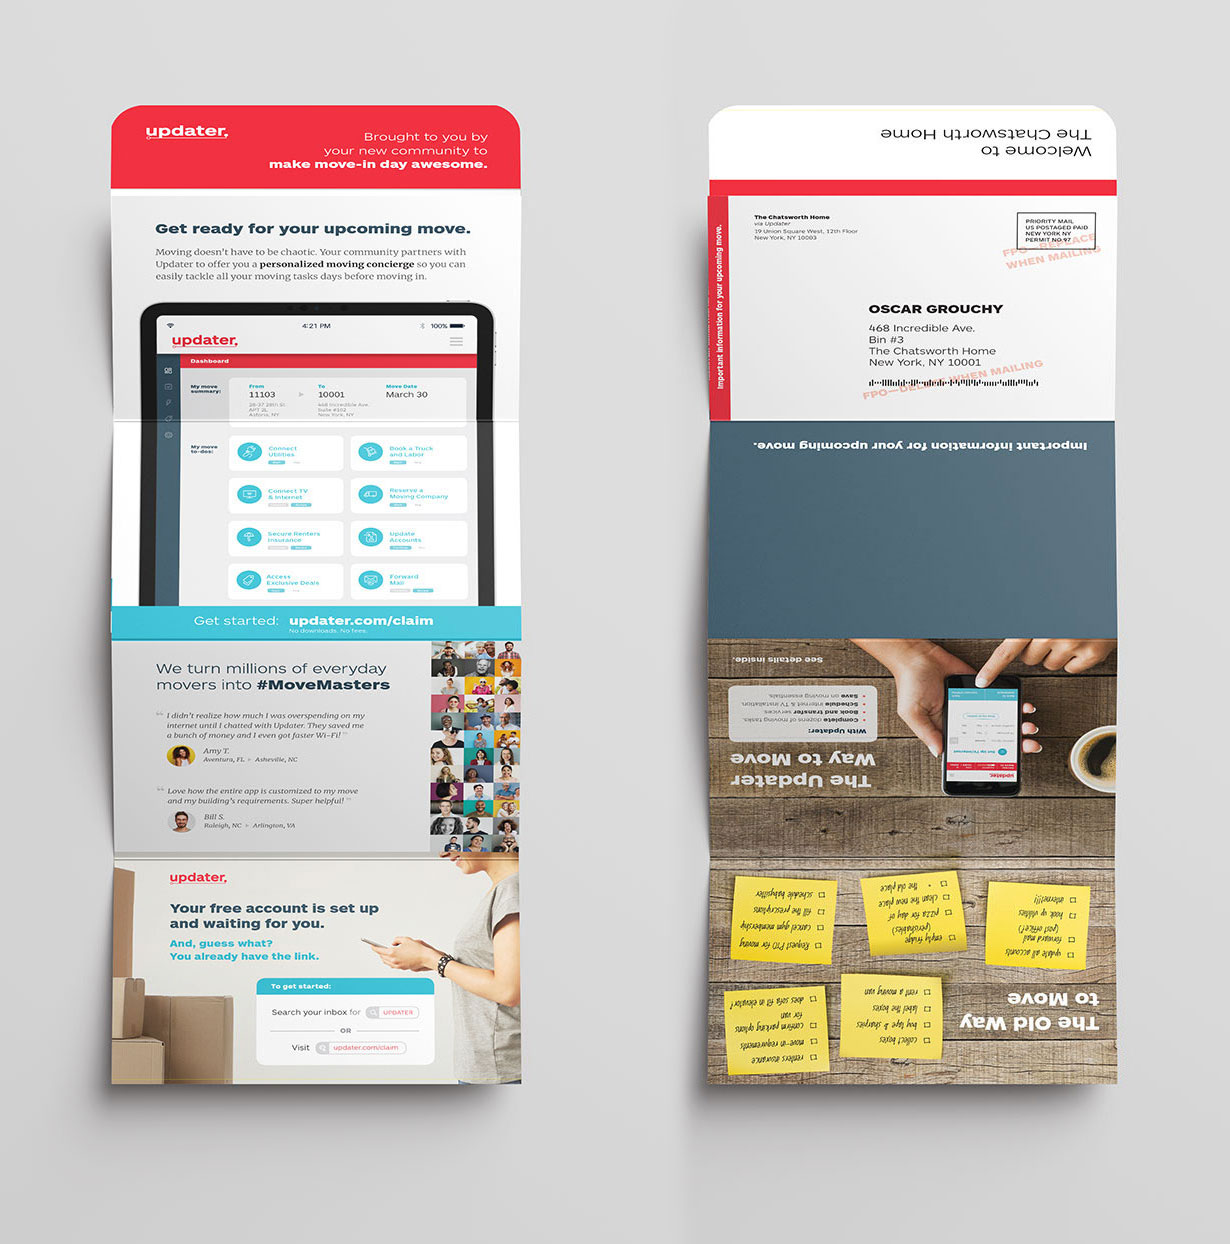 updater.
Brought to you by
your new community to
make move-in day awesome.
Get ready for your upcoming move.
Moving doesn't have to be chaotic. Your community partners with
Updater to offer you a personalized moving concierge so you can
easily tackle all your moving tasks days before moving in.
4:21 PM
100%
updater.
Dashboard
My move
summary:
From
11103
28-37 28th St.
APT 2L
Astoria, NY
To
10001
468 Incredible Ave.
Suite #102
New York, NY
Move Date
March 30
My move
to-dos:
Connect
Utilities
Book a Truck
and Labor
Connect TV
& Internet
Reserve a
Moving Company
Secure Renters
Insurance
Update
Accounts
Access
Exclusive Deals
Forward
Mail
Get started: updater.com/claim
No downloads. No fees.
We turn millions of everyday
movers into #MoveMasters
“ I didn't realize how much I was overspending on my
internet until I chatted with Updater. They saved me
a bunch of money and I even got faster Wi-Fi! ”
Amy T.
Aventura, FL ▸ Asheville, NC
“ Love how the entire app is customized to my move
and my building's requirements. Super helpful! ”
Bill S.
Raleigh, NC ▸ Arlington, VA
updater.
Your free account is set up
and waiting for you.
And, guess what?
You already have the link.
To get started:
Search your inbox for UPDATER
OR
Visit updater.com/claim
Welcome to
The Chatsworth Home
Important information for your upcoming move.
The Chatsworth Home
via Updater
19 Union Square West, 12th Floor
New York, NY 10003
PRIORITY MAIL
US POSTAGED PAID
NEW YORK NY
PERMIT NO 97
FPO—REPLACE
WHEN MAILING
OSCAR GROUCHY
468 Incredible Ave.
Bin #3
The Chatsworth Home
New York, NY 10001
FPO—DELETE WHEN MAILING
Important information for your upcoming move.
The Updater
Way to Move
With Updater:
• Complete dozens of moving tasks.
• Book and transfer services.
• Schedule internet & TV installation.
• Save on moving essentials.
See details inside.
updater.
The Old Way
to Move
collect boxes
buy tape & sharpies
label the boxes
rent a moving van
renters insurance
move-in requirements
confirm parking options
for van
does sofa fit in elevator?
update all accounts
forward mail
(post office?)
hook up utilities
internet!!!
empty fridge
(perishables)
pizza for day of
clean the new place
• the old place
Request PTO for moving
cancel gym membership
fill the prescriptions
schedule babysitter